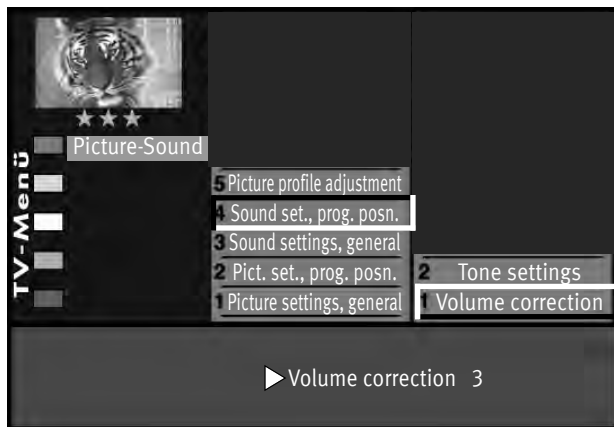 TV-Menü
Picture-Sound
5 Picture profile adjustment
4 Sound set., prog. posn.
3 Sound settings, general
2 Pict. set., prog. posn.
1 Picture settings, general
2 Tone settings
1 Volume correction
Volume correction 3